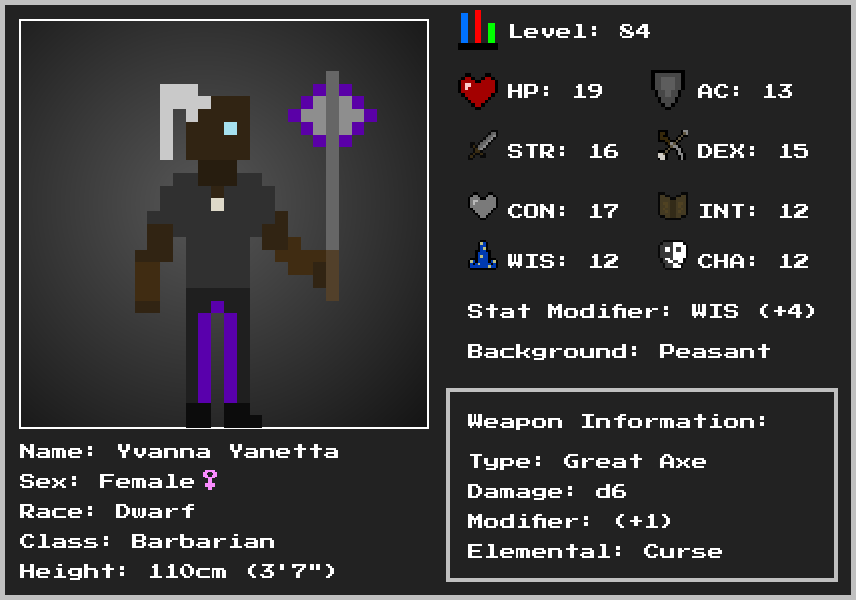 Level: 84
HP: 19 AC: 13
STR: 16 DEX: 15
CON: 17 INT: 12
WIS: 12 CHA: 12
Stat Modifier: WIS (+4)
Background: Peasant
Weapon Information:
Type: Great Axe
Damage: d6
Modifier: (+1)
Elemental: Curse
Name: Yvanna Yanetta
Sex: Female♀
Race: Dwarf
Class: Barbarian
Height: 110cm (3'7")